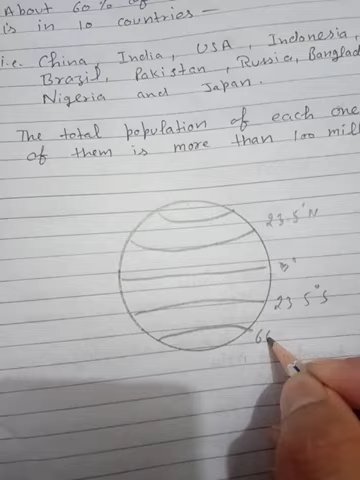 About 60% of
is in 10 countries -
i.e. China, India, USA, Indonesia,
Brazil, Pakistan, Russia, Banglad
Nigeria and Japan.
The total population of each one
of them is more than 100 mill
23.5°N
0°
23.5°S
66